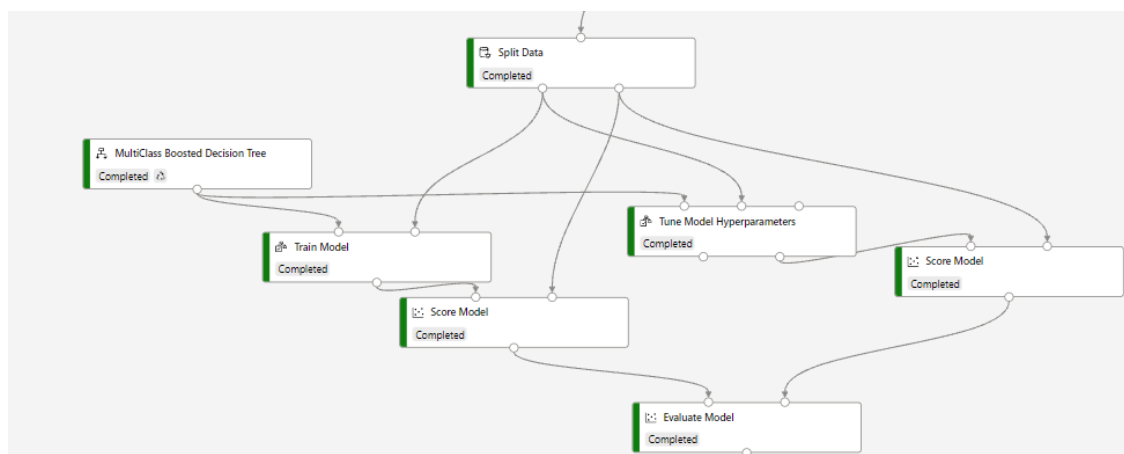 Split Data
Completed
MultiClass Boosted Decision Tree
Completed
Tune Model Hyperparameters
Completed
Train Model
Completed
Score Model
Completed
Score Model
Completed
Evaluate Model
Completed